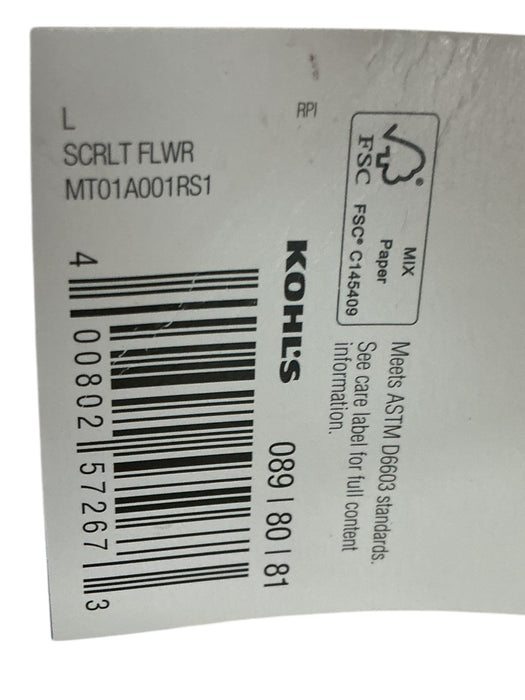 L
SCRLT FLWR
MT01A001RS1
RPI
FSC
MIX
Paper
FSC® C145409
Meets ASTM D6603 standards.
See care label for full content
information.
KOHL'S
089 | 80 | 81
4 00802 57267 3